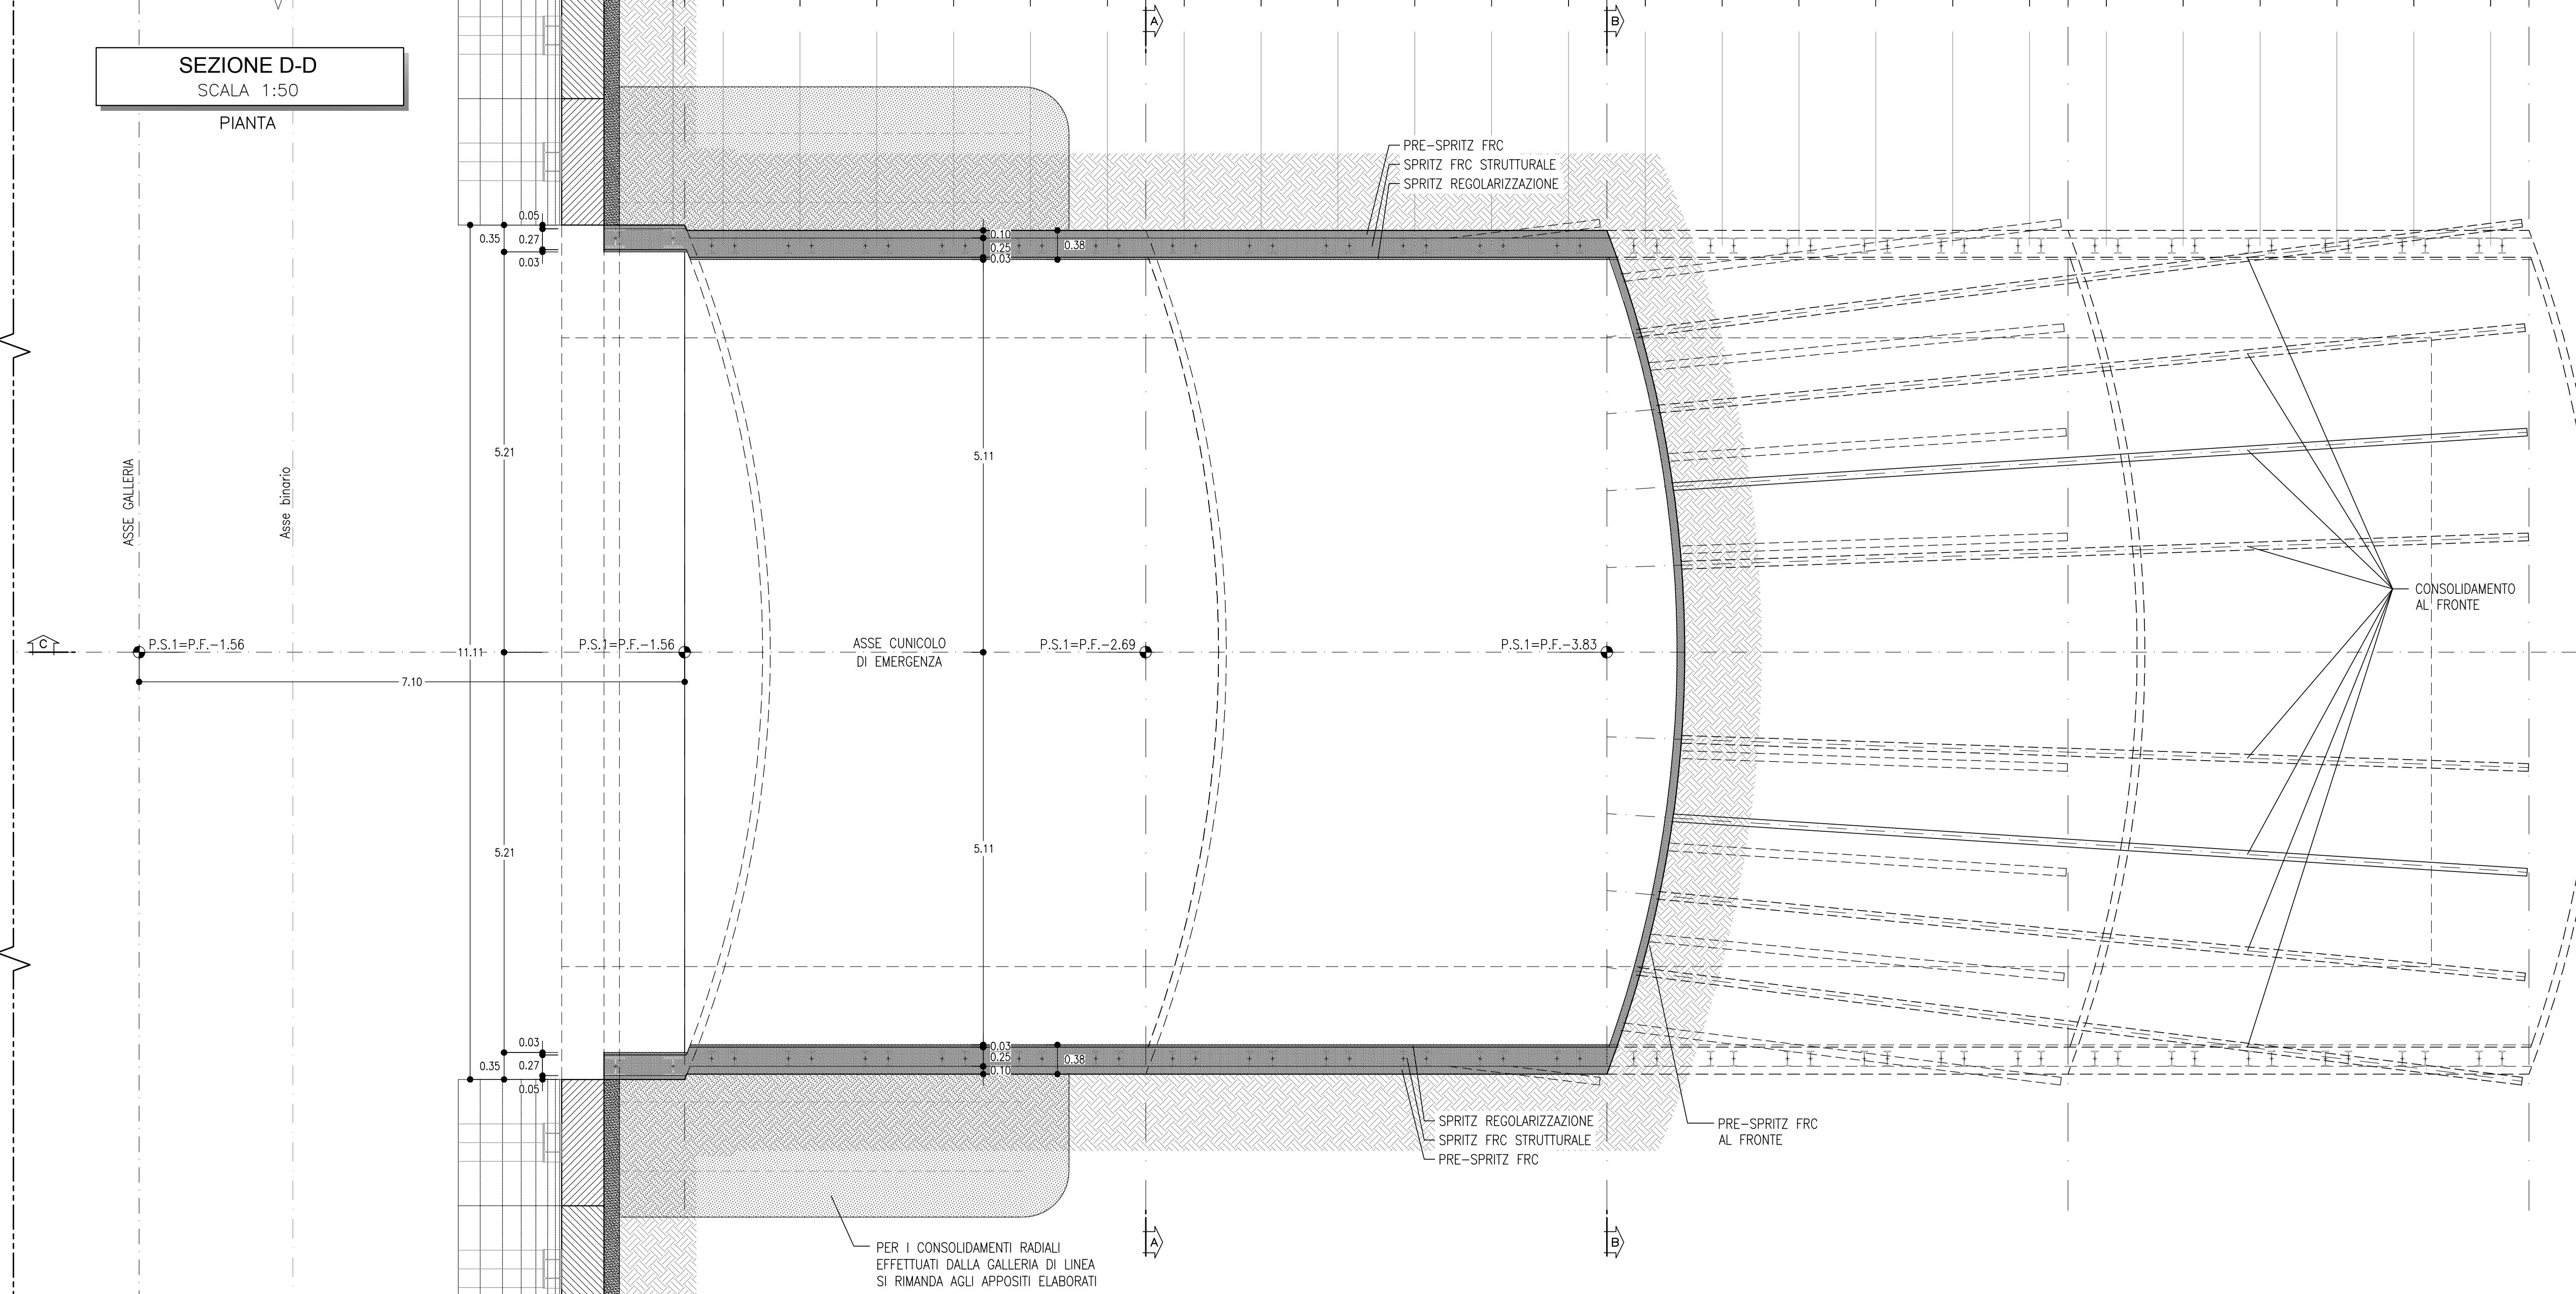 A
B
SEZIONE D-D
SCALA 1:50
PIANTA
PRE-SPRITZ FRC
SPRITZ FRC STRUTTURALE
SPRITZ REGOLARIZZAZIONE
0.05
0.35
0.27
0.03
0.10
0.25
0.03
0.38
5.21
5.11
ASSE GALLERIA
Asse binario
CONSOLIDAMENTO
AL FRONTE
C
P.S.1=P.F.-1.56
11.11
P.S.1=P.F.-1.56
ASSE CUNICOLO
DI EMERGENZA
P.S.1=P.F.-2.69
P.S.1=P.F.-3.83
7.10
5.21
5.11
0.03
0.35
0.27
0.05
0.03
0.25
0.10
0.38
SPRITZ REGOLARIZZAZIONE
SPRITZ FRC STRUTTURALE
PRE-SPRITZ FRC
PRE-SPRITZ FRC
AL FRONTE
A
B
PER I CONSOLIDAMENTI RADIALI
EFFETTUATI DALLA GALLERIA DI LINEA
SI RIMANDA AGLI APPOSITI ELABORATI